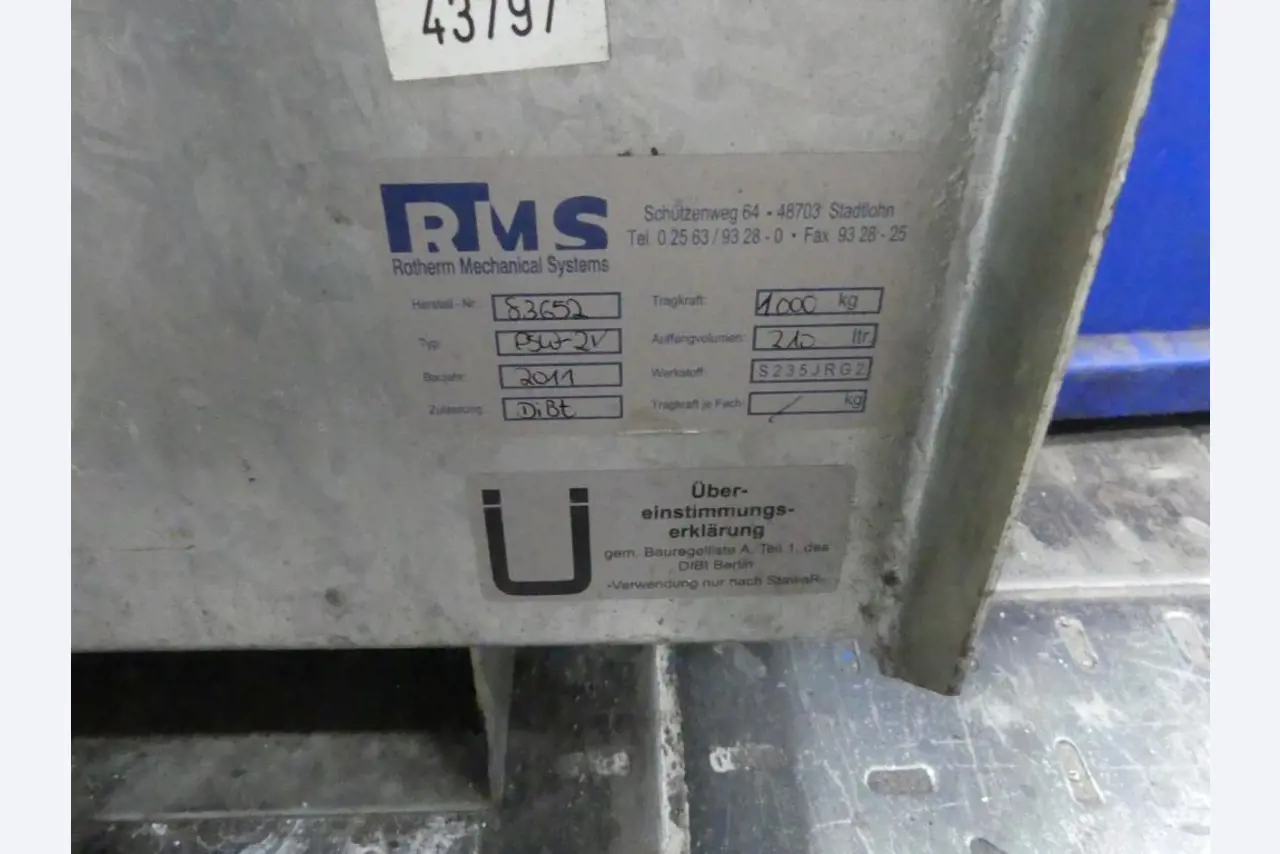 43797
RMS
Rotherm Mechanical Systems
Schützenweg 64 - 48703 Stadtlohn
Tel. 0 25 63 / 93 28 - 0 • Fax 93 28 - 25
Herstell.-Nr. 83652
Typ: PSW-2V
Baujahr: 2011
Zulassung: DiBt
Tragkraft: 1000 kg
Auffangvolumen: 210 ltr.
Werkstoff: S235JRG2
Tragkraft je Fach: / kg
Ü
Über-
einstimmungs-
erklärung
gem. Bauregelliste A, Teil 1, des
DIBt Berlin
-Verwendung nur nach StawaR-